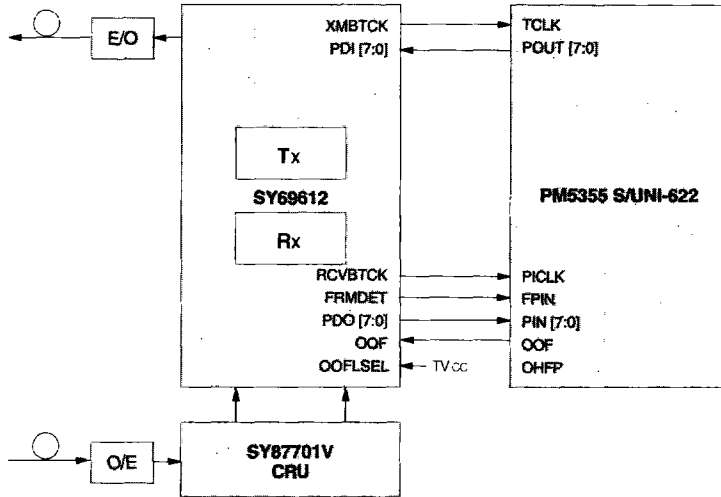 XMBTCK
TCLK
E/O
PDI [7:0]
POUT [7:0]
Tx
SY69612
PM5355 S/UNI-622
Rx
RCVBTCK
PICLK
FRMDET
FPIN
PDO [7:0]
PIN [7:0]
OOF
OOF
OOFLSEL
TVCC
OHFP
O/E
SY87701V
CRU